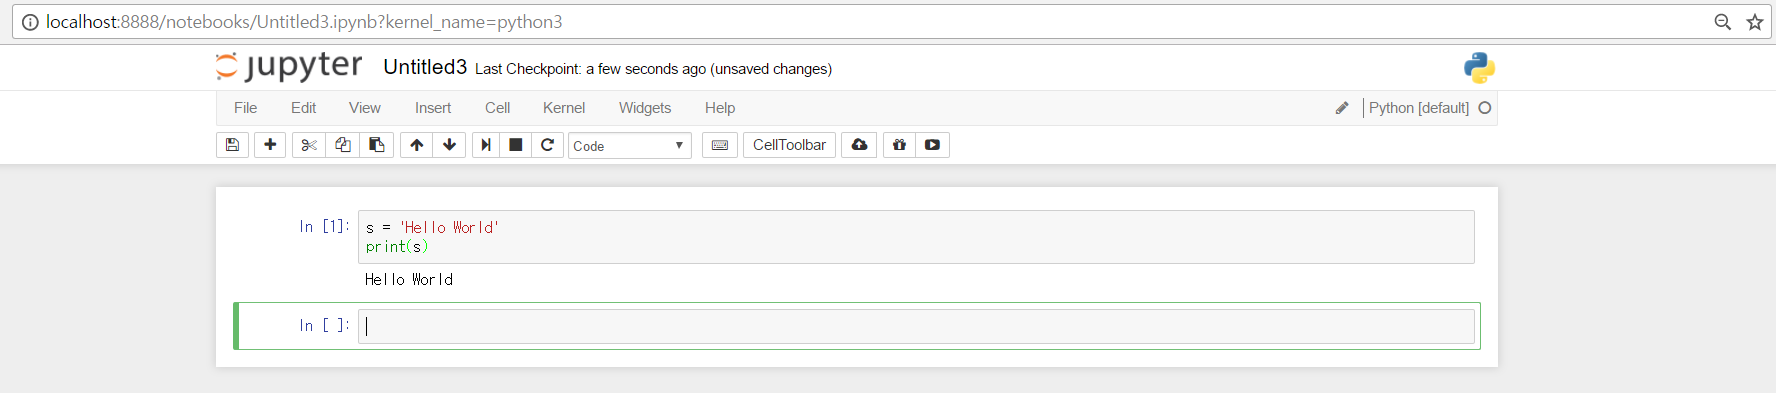 localhost:8888/notebooks/Untitled3.ipynb?kernel_name=python3
jupyter Untitled3 Last Checkpoint: a few seconds ago (unsaved changes)
File Edit View Insert Cell Kernel Widgets Help Python [default]
Code CellToolbar
In [1]: s = 'Hello World'
print(s)
Hello World
In [ ]: